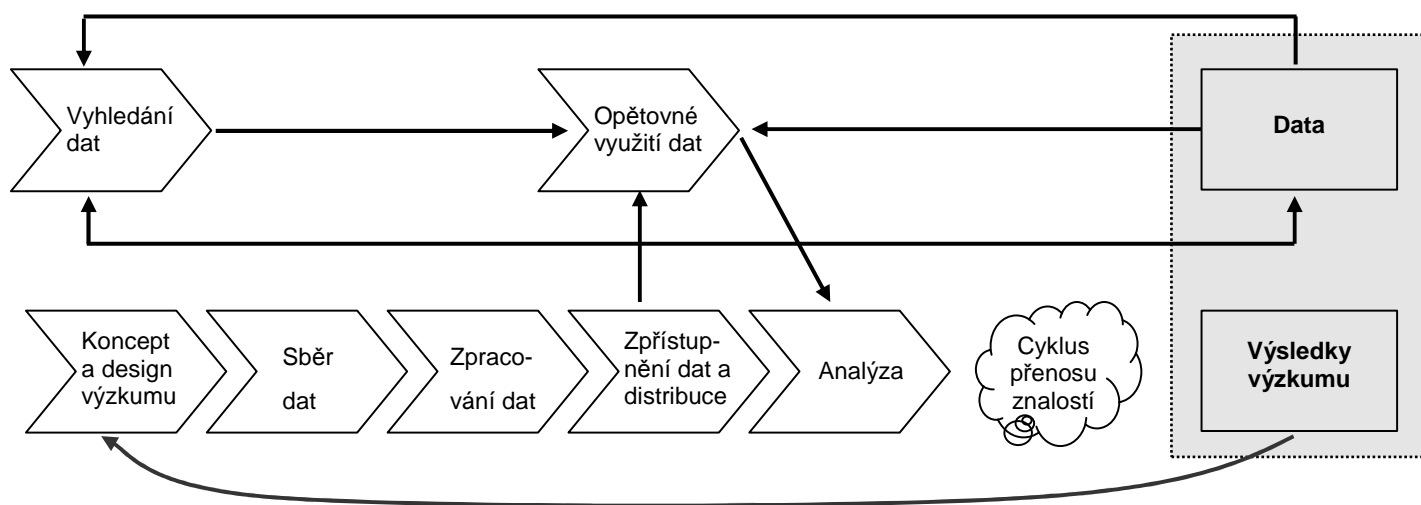 Vyhledání
dat
Opětovné
využití dat
Data
Koncept
a design
výzkumu
Sběr
dat
Zpraco-
vání dat
Zpřístup-
nění dat a
distribuce
Analýza
Cyklus
přenosu
znalostí
Výsledky
výzkumu